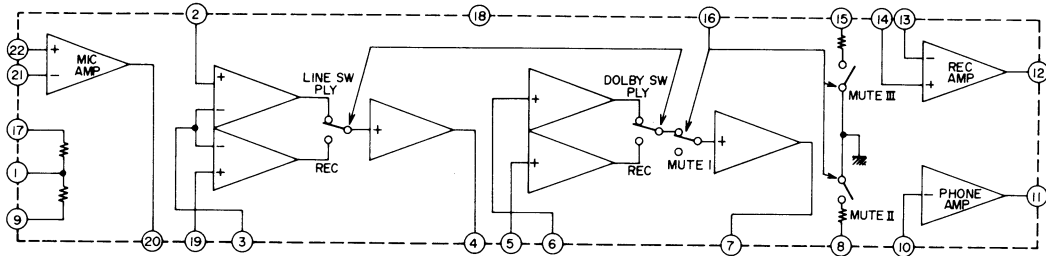 2
18
16
15
14
13
22
+
21
−
MIC
AMP
17
1
9
20
+
−
−
+
LINE SW
PLY
REC
+
19
3
4
+
+
DOLBY SW
PLY
REC
MUTE I
+
5
6
7
MUTE III
MUTE II
8
−
+
REC
AMP
12
−
PHONE
AMP
11
10